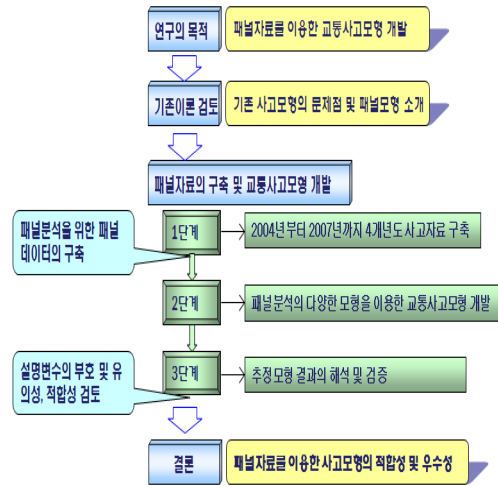 연구의 목적
패널자료를 이용한 교통사고모형 개발
기존이론 검토
기존 사고모형의 문제점 및 패널모형 소개
패널자료의 구축 및 교통사고모형 개발
패널분석을 위한 패널
데이터의 구축
1단계
2004년부터 2007년까지 4개년도 사고자료 구축
2단계
패널분석의 다양한 모형을 이용한 교통사고모형 개발
설명변수의 부호 및 유
의성, 적합성 검토
3단계
추정모형 결과의 해석 및 검증
결론
패널자료를 이용한 사고모형의 적합성 및 우수성